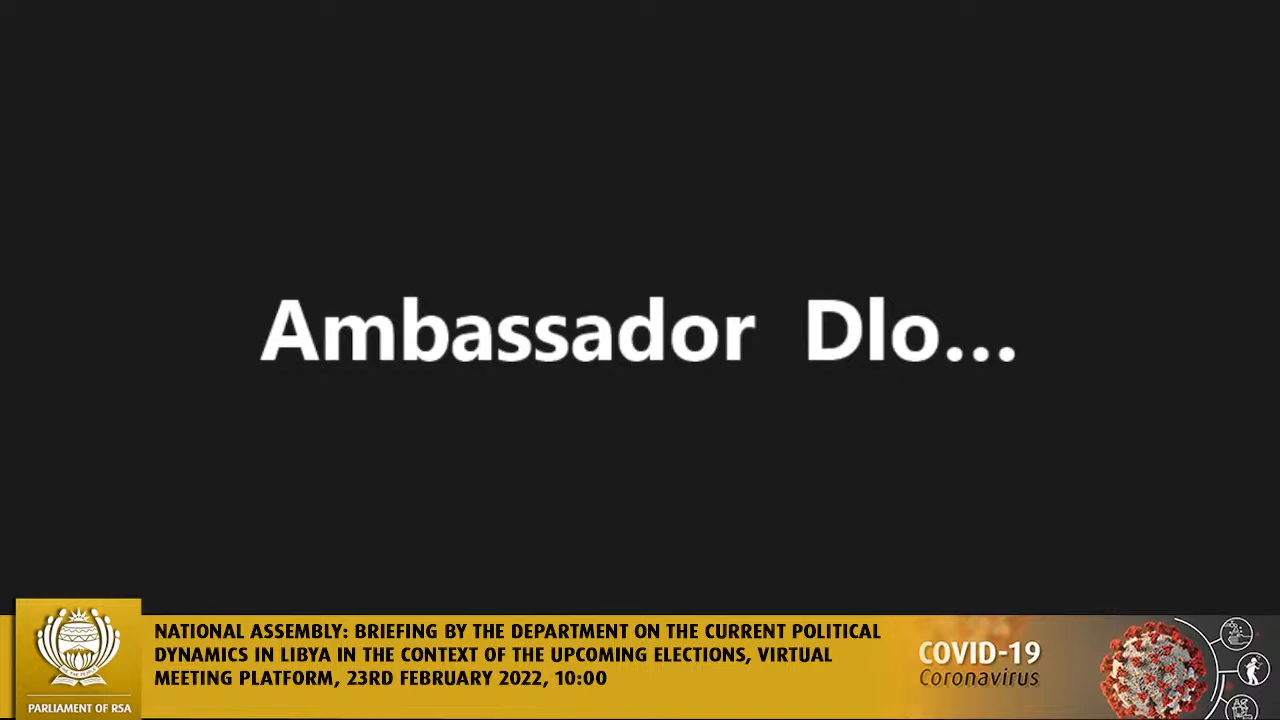 Ambassador Dlo...
NATIONAL ASSEMBLY: BRIEFING BY THE DEPARTMENT ON THE CURRENT POLITICAL
DYNAMICS IN LIBYA IN THE CONTEXT OF THE UPCOMING ELECTIONS, VIRTUAL
MEETING PLATFORM, 23RD FEBRUARY 2022, 10:00
COVID-19
Coronavirus
PARLIAMENT OF RSA